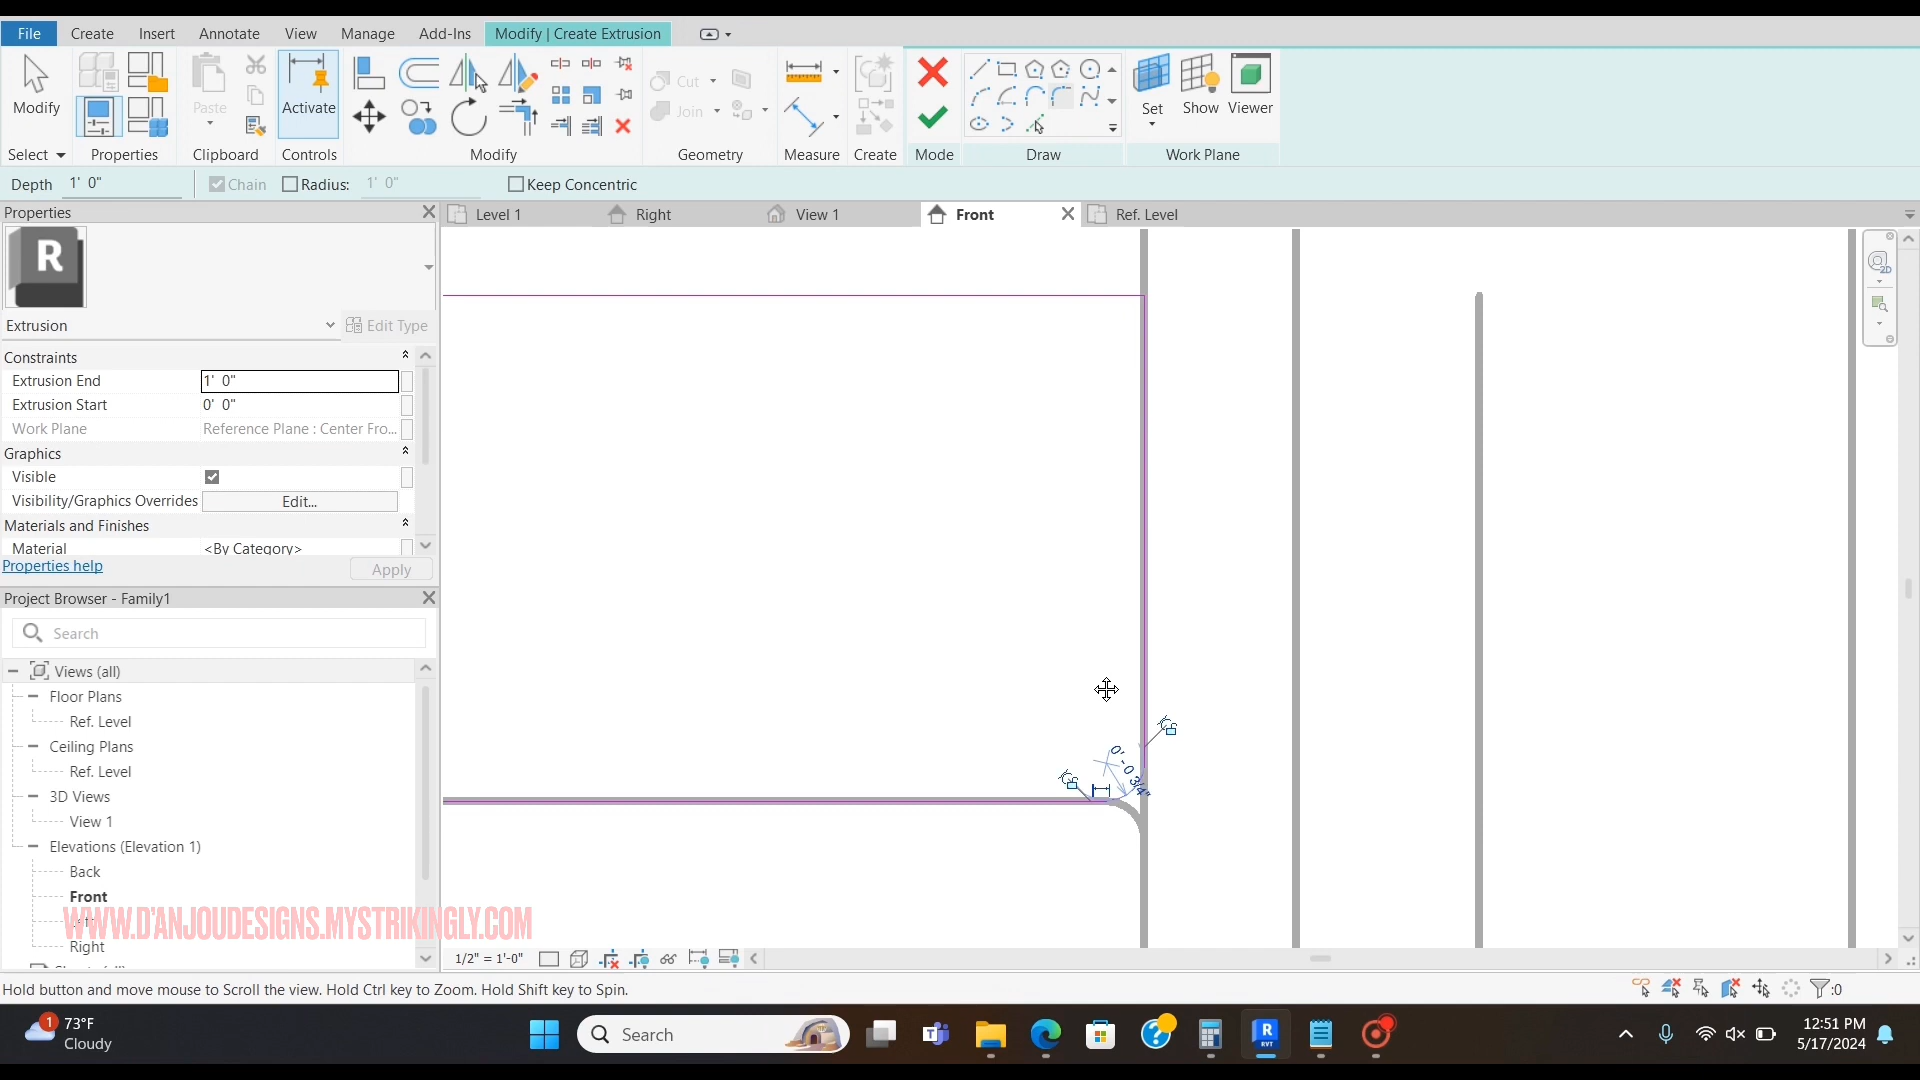 File Create Insert Annotate View Manage Add-Ins Modify | Create Extrusion
Modify Paste Activate Cut Join Set Show Viewer
Select Properties Clipboard Controls Modify Geometry Measure Create Mode Draw Work Plane
Depth 1' 0" Chain Radius: 1' 0" Keep Concentric
Properties
Level 1 Right View 1 Front Ref. Level
R
2D
Extrusion Edit Type
Constraints
Extrusion End 1' 0"
Extrusion Start 0' 0"
Work Plane Reference Plane : Center Fro...
Graphics
Visible
Visibility/Graphics Overrides Edit...
Materials and Finishes
Material <By Category>
Properties help Apply
0' - 0 3/4"
Project Browser - Family1
Search
Views (all)
Floor Plans
Ref. Level
Ceiling Plans
Ref. Level
3D Views
View 1
Elevations (Elevation 1)
Back
Front
WWW.D'ANJOUDESIGNS.MYSTRIKINGLY.COM
Right
1/2" = 1'-0"
Hold button and move mouse to Scroll the view. Hold Ctrl key to Zoom. Hold Shift key to Spin.
:0
1
73°F
Cloudy
Search
R
RVT
12:51 PM
5/17/2024